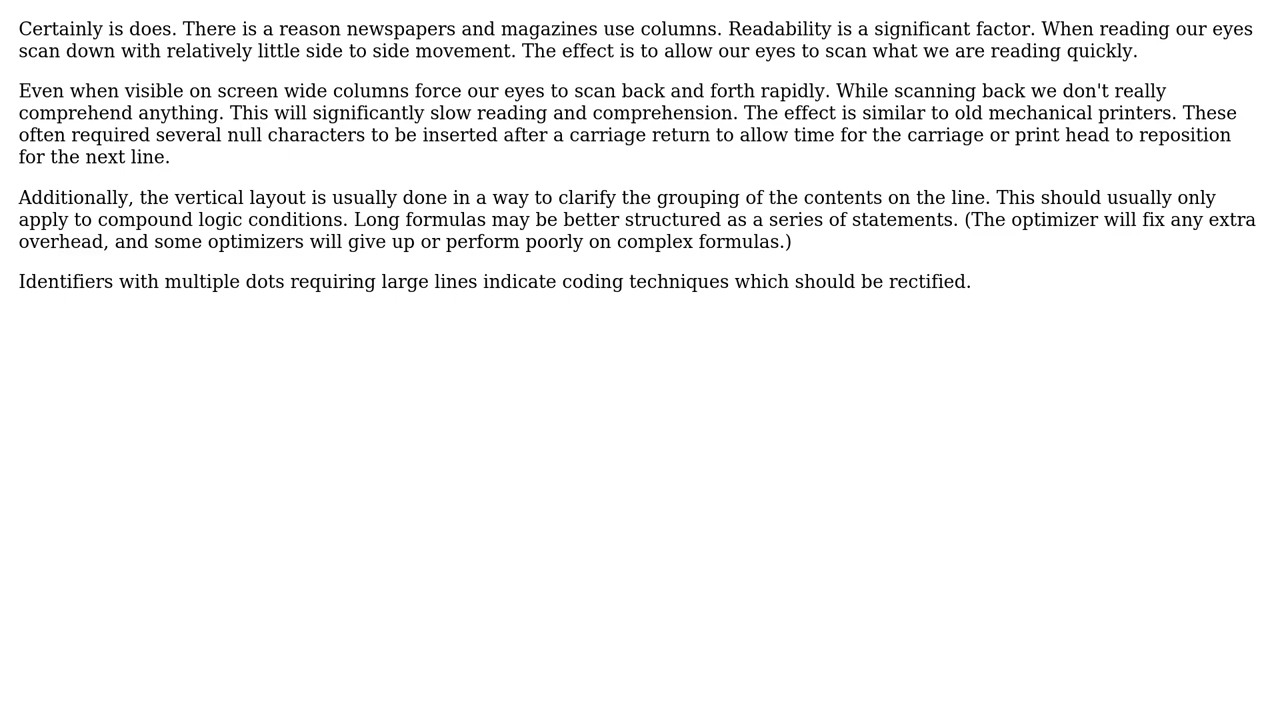 Certainly is does. There is a reason newspapers and magazines use columns. Readability is a significant factor. When reading our eyes
scan down with relatively little side to side movement. The effect is to allow our eyes to scan what we are reading quickly.
Even when visible on screen wide columns force our eyes to scan back and forth rapidly. While scanning back we don't really
comprehend anything. This will significantly slow reading and comprehension. The effect is similar to old mechanical printers. These
often required several null characters to be inserted after a carriage return to allow time for the carriage or print head to reposition
for the next line.
Additionally, the vertical layout is usually done in a way to clarify the grouping of the contents on the line. This should usually only
apply to compound logic conditions. Long formulas may be better structured as a series of statements. (The optimizer will fix any extra
overhead, and some optimizers will give up or perform poorly on complex formulas.)
Identifiers with multiple dots requiring large lines indicate coding techniques which should be rectified.